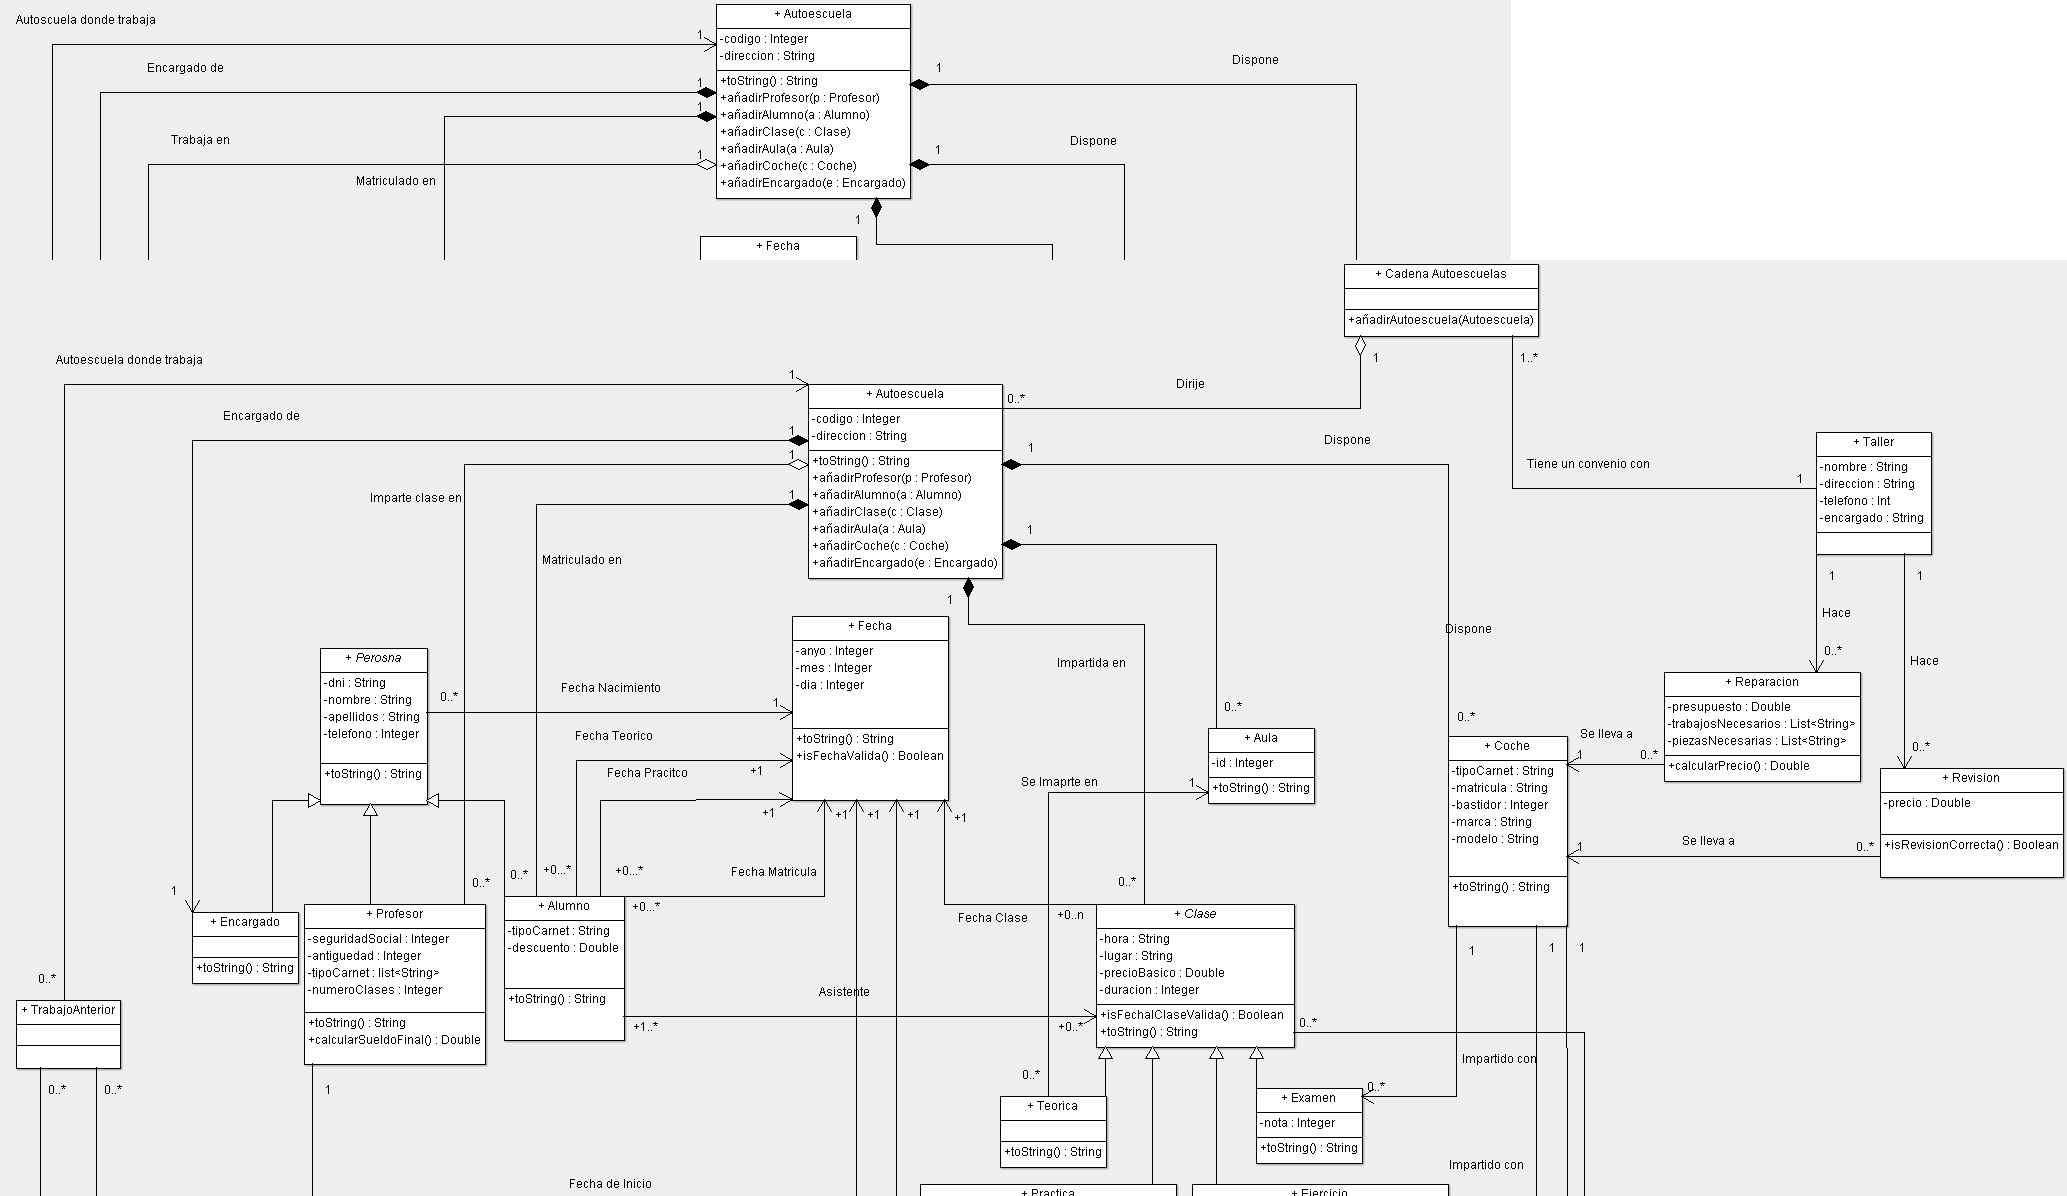 Autoscuela donde trabaja
+ Autoescuela
1
-codigo : Integer
-direccion : String
Encargado de
1
Dispone
1
+toString() : String
+añadirProfesor(p : Profesor)
+añadirAlumno(a : Alumno)
+añadirClase(c : Clase)
+añadirAula(a : Aula)
+añadirCoche(c : Coche)
+añadirEncargado(e : Encargado)
1
Trabaja en
1
Matriculado en
1
Dispone
1
+ Fecha
+ Cadena Autoescuelas
+añadirAutoescuela(Autoescuela)
1
1..*
Autoescuela donde trabaja
1
Dirije
0..*
+ Autoescuela
-codigo : Integer
-direccion : String
+toString() : String
+añadirProfesor(p : Profesor)
+añadirAlumno(a : Alumno)
+añadirClase(c : Clase)
+añadirAula(a : Aula)
+añadirCoche(c : Coche)
+añadirEncargado(e : Encargado)
Encargado de
1
1
Imparte clase en
1
Matriculado en
1
Dispone
1
1
Tiene un convenio con
1
+ Taller
-nombre : String
-direccion : String
-telefono : Int
-encargado : String
1
1
Hace
0..*
Hace
0..*
+ Fecha
-anyo : Integer
-mes : Integer
-dia : Integer
+toString() : String
+isFechaValida() : Boolean
Impartida en
Dispone
0..*
+ Perosna
-dni : String
-nombre : String
-apellidos : String
-telefono : Integer
+toString() : String
0..*
Fecha Nacimiento
1
Fecha Teorico
+1
Fecha Pracitco
+1
+1
+1
+1
+1
0..*
+ Aula
-id : Integer
+toString() : String
Se Imaprte en
1
+ Reparacion
-presupuesto : Double
-trabajosNecesarios : List<String>
-piezasNecesarias : List<String>
+calcularPrecio() : Double
Se lleva a
1
0..*
+ Coche
-tipoCarnet : String
-matricula : String
-bastidor : Integer
-marca : String
-modelo : String
+toString() : String
+ Revision
-precio : Double
+isRevisionCorrecta() : Boolean
Se lleva a
1
0..*
1
0..*
0..*
+0...*
+0...*
Fecha Matricula
+0...*
0..*
Fecha Clase
+0..n
+ Encargado
+toString() : String
+ Profesor
-seguridadSocial : Integer
-antiguedad : Integer
-tipoCarnet : list<String>
-numeroClases : Integer
+toString() : String
+calcularSueldoFinal() : Double
+ Alumno
-tipoCarnet : String
-descuento : Double
+toString() : String
+ Clase
-hora : String
-lugar : String
-precioBasico : Double
-duracion : Integer
+isFechalClaseValida() : Boolean
+toString() : String
1
1
1
0..*
+ TrabajoAnterior
Asistente
+1..*
+0..*
0..*
Impartido con
0..*
0..*
0..*
1
0..*
+ Teorica
+toString() : String
+ Examen
-nota : Integer
+toString() : String
Impartido con
Fecha de Inicio
+ Practica
+ Ejercicio